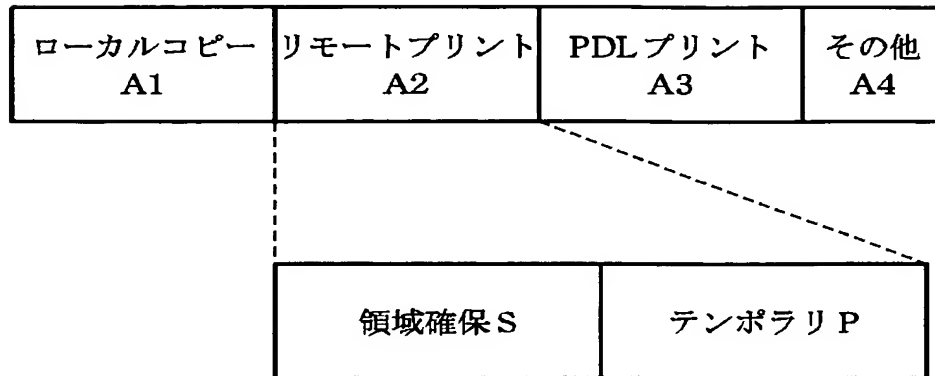 ローカルコピー
A1
リモートプリント
A2
PDLプリント
A3
その他
A4
領域確保S
テンポラリP